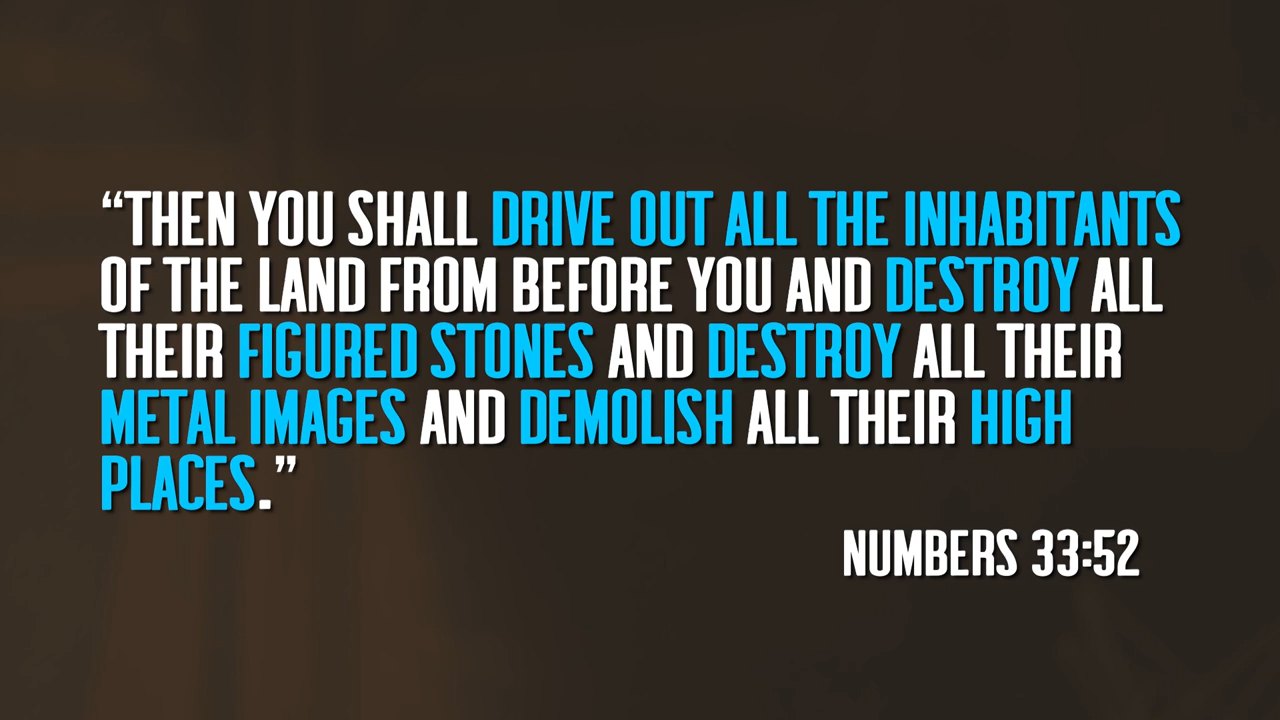 “THEN YOU SHALL DRIVE OUT ALL THE INHABITANTS
OF THE LAND FROM BEFORE YOU AND DESTROY ALL
THEIR FIGURED STONES AND DESTROY ALL THEIR
METAL IMAGES AND DEMOLISH ALL THEIR HIGH
PLACES.”
NUMBERS 33:52